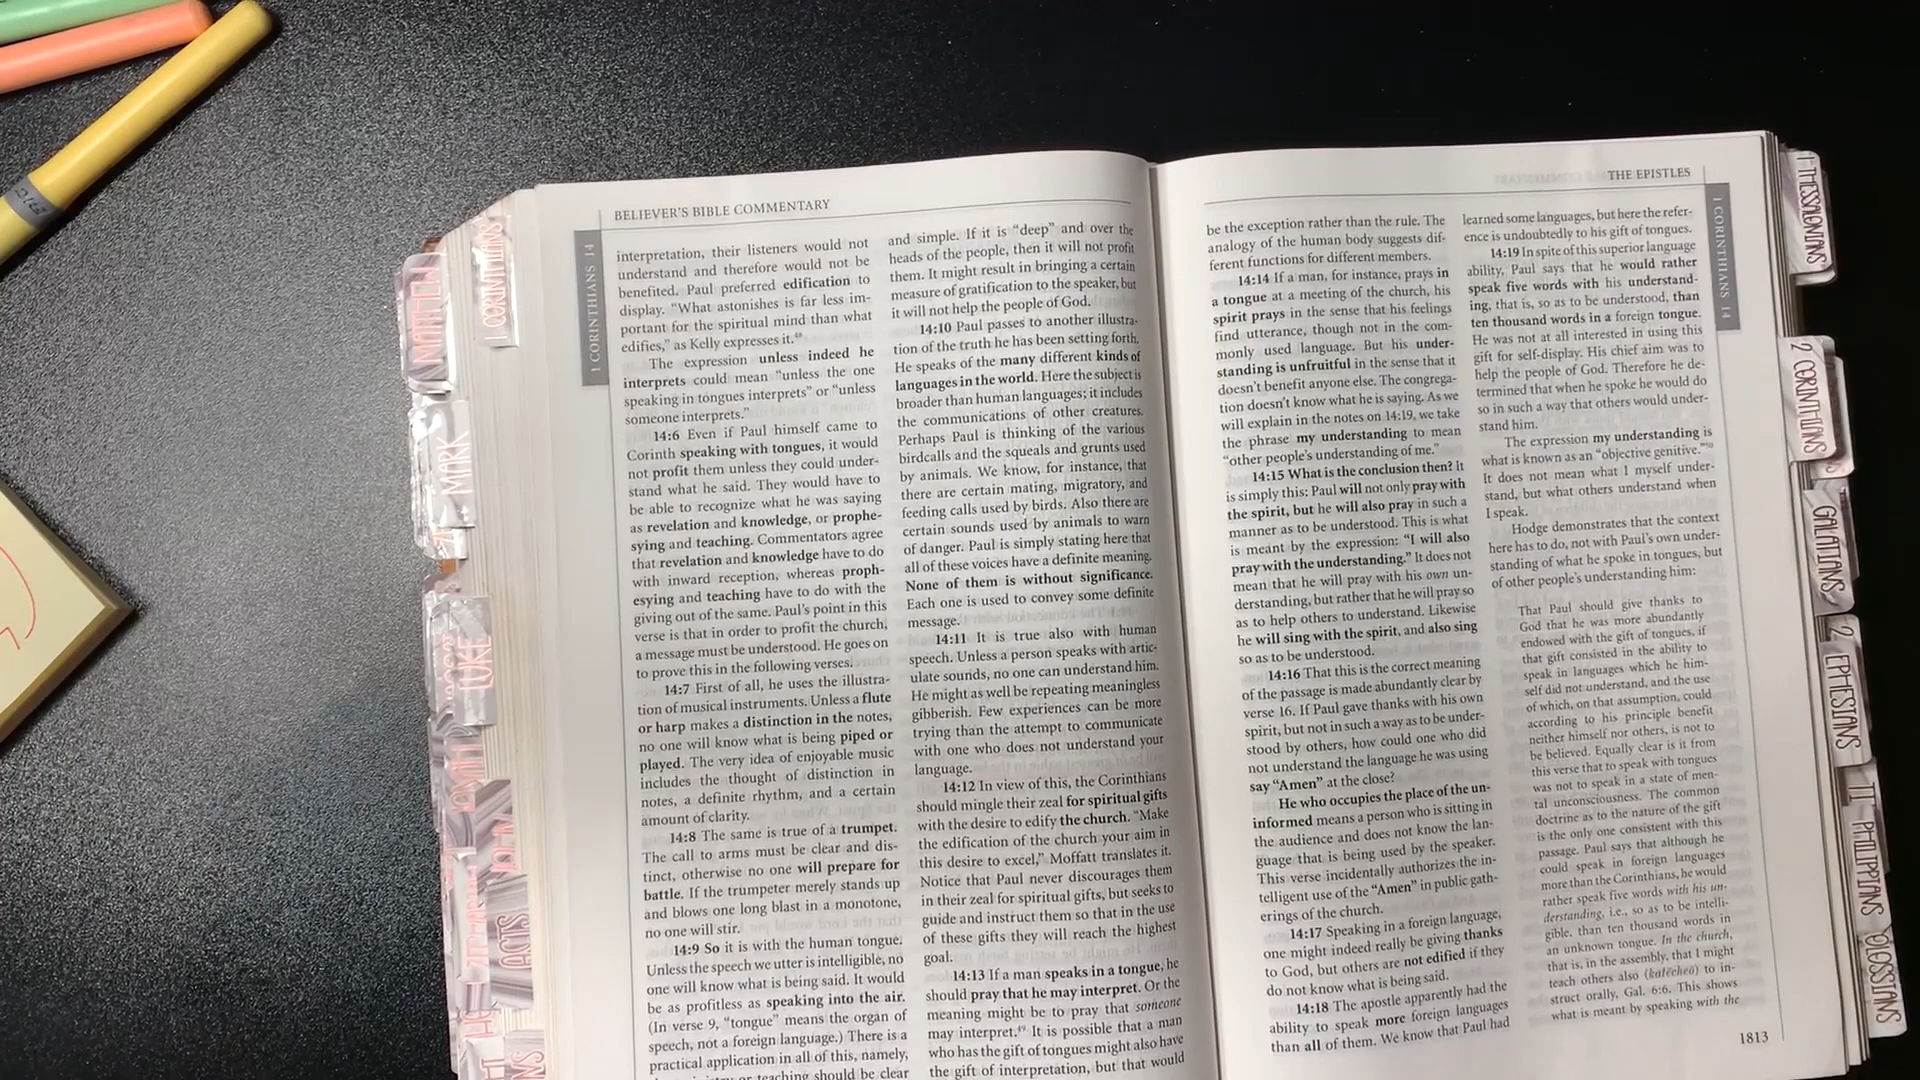 BELIEVER'S BIBLE COMMENTARY
1 CORINTHIANS 14
interpretation, their listeners would not
understand and therefore would not be
benefited. Paul preferred edification to
display. “What astonishes is far less im-
portant for the spiritual mind than what
edifies,” as Kelly expresses it.⁴⁸
The expression unless indeed he
interprets could mean “unless the one
speaking in tongues interprets” or “unless
someone interprets.”
14:6 Even if Paul himself came to
Corinth speaking with tongues, it would
not profit them unless they could under-
stand what he said. They would have to
be able to recognize what he was saying
as revelation and knowledge, or prophe-
sying and teaching. Commentators agree
that revelation and knowledge have to do
with inward reception, whereas proph-
esying and teaching have to do with the
giving out of the same. Paul's point in this
verse is that in order to profit the church,
a message must be understood. He goes on
to prove this in the following verses.
14:7 First of all, he uses the illustra-
tion of musical instruments. Unless a flute
or harp makes a distinction in the notes,
no one will know what is being piped or
played. The very idea of enjoyable music
includes the thought of distinction in
notes, a definite rhythm, and a certain
amount of clarity.
14:8 The same is true of a trumpet.
The call to arms must be clear and dis-
tinct, otherwise no one will prepare for
battle. If the trumpeter merely stands up
and blows one long blast in a monotone,
no one will stir.
14:9 So it is with the human tongue.
Unless the speech we utter is intelligible, no
one will know what is being said. It would
be as profitless as speaking into the air.
(In verse 9, “tongue” means the organ of
speech, not a foreign language.) There is a
practical application in all of this, namely,
teaching should be clear
and simple. If it is “deep” and over the
heads of the people, then it will not profit
them. It might result in bringing a certain
measure of gratification to the speaker, but
it will not help the people of God.
14:10 Paul passes to another illustra-
tion of the truth he has been setting forth.
He speaks of the many different kinds of
languages in the world. Here the subject is
broader than human languages; it includes
the communications of other creatures.
Perhaps Paul is thinking of the various
birdcalls and the squeals and grunts used
by animals. We know, for instance, that
there are certain mating, migratory, and
feeding calls used by birds. Also there are
certain sounds used by animals to warn
of danger. Paul is simply stating here that
all of these voices have a definite meaning.
None of them is without significance.
Each one is used to convey some definite
message.
14:11 It is true also with human
speech. Unless a person speaks with artic-
ulate sounds, no one can understand him.
He might as well be repeating meaningless
gibberish. Few experiences can be more
trying than the attempt to communicate
with one who does not understand your
language.
14:12 In view of this, the Corinthians
should mingle their zeal for spiritual gifts
with the desire to edify the church. “Make
the edification of the church your aim in
this desire to excel,” Moffatt translates it.
Notice that Paul never discourages them
in their zeal for spiritual gifts, but seeks to
guide and instruct them so that in the use
of these gifts they will reach the highest
goal.
14:13 If a man speaks in a tongue, he
should pray that he may interpret. Or the
meaning might be to pray that someone
may interpret.⁴⁹ It is possible that a man
who has the gift of tongues might also have
the gift of interpretation, but that would
THE EPISTLES
1 CORINTHIANS 14
be the exception rather than the rule. The
analogy of the human body suggests dif-
ferent functions for different members.
14:14 If a man, for instance, prays in
a tongue at a meeting of the church, his
spirit prays in the sense that his feelings
find utterance, though not in the com-
monly used language. But his under-
standing is unfruitful in the sense that it
doesn't benefit anyone else. The congrega-
tion doesn't know what he is saying. As we
will explain in the notes on 14:19, we take
the phrase my understanding to mean
“other people's understanding of me.”
14:15 What is the conclusion then? It
is simply this: Paul will not only pray with
the spirit, but he will also pray in such a
manner as to be understood. This is what
is meant by the expression: “I will also
pray with the understanding.” It does not
mean that he will pray with his own un-
derstanding, but rather that he will pray so
as to help others to understand. Likewise
he will sing with the spirit, and also sing
so as to be understood.
14:16 That this is the correct meaning
of the passage is made abundantly clear by
verse 16. If Paul gave thanks with his own
spirit, but not in such a way as to be under-
stood by others, how could one who did
not understand the language he was using
say “Amen” at the close?
He who occupies the place of the un-
informed means a person who is sitting in
the audience and does not know the lan-
guage that is being used by the speaker.
This verse incidentally authorizes the in-
telligent use of the “Amen” in public gath-
erings of the church.
14:17 Speaking in a foreign language,
one might indeed really be giving thanks
to God, but others are not edified if they
do not know what is being said.
14:18 The apostle apparently had the
ability to speak more foreign languages
than all of them. We know that Paul had
learned some languages, but here the refer-
ence is undoubtedly to his gift of tongues.
14:19 In spite of this superior language
ability, Paul says that he would rather
speak five words with his understand-
ing, that is, so as to be understood, than
ten thousand words in a foreign tongue.
He was not at all interested in using this
gift for self-display. His chief aim was to
help the people of God. Therefore he de-
termined that when he spoke he would do
so in such a way that others would under-
stand him.
The expression my understanding is
what is known as an “objective genitive.”⁵⁰
It does not mean what I myself under-
stand, but what others understand when
I speak.
Hodge demonstrates that the context
here has to do, not with Paul's own under-
standing of what he spoke in tongues, but
of other people's understanding him:
That Paul should give thanks to
God that he was more abundantly
endowed with the gift of tongues, if
that gift consisted in the ability to
speak in languages which he him-
self did not understand, and the use
of which, on that assumption, could
according to his principle benefit
neither himself nor others, is not to
be believed. Equally clear is it from
this verse that to speak with tongues
was not to speak in a state of men-
tal unconsciousness. The common
doctrine as to the nature of the gift
is the only one consistent with this
passage. Paul says that although he
could speak in foreign languages
more than the Corinthians, he would
rather speak five words with his un-
derstanding, i.e., so as to be intelli-
gible, than ten thousand words in
an unknown tongue. In the church,
that is, in the assembly, that I might
teach others also (katēcheō) to in-
struct orally, Gal. 6:6. This shows
what is meant by speaking with the
1813
MATTHEW
1 CORINTHIANS
MARK
LUKE
JOHN
ACTS
1 THESSONIANS
2 CORINTHIANS
GALATIANS
2 EPHESIANS
PHILIPPIANS
COLOSSIANS